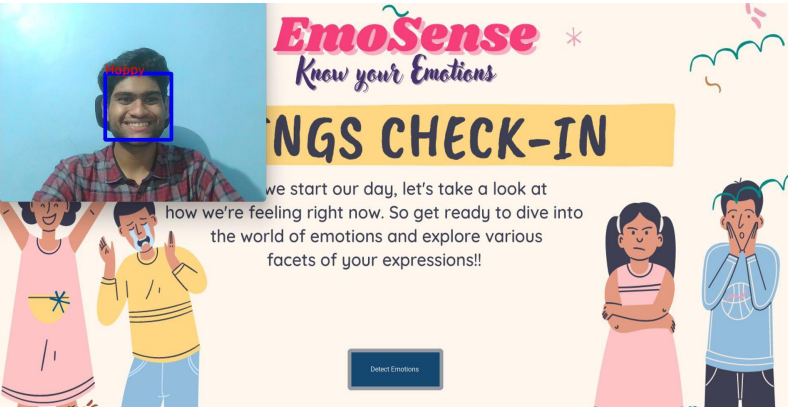 Happy
EmoSense
Know your Emotions
INGS CHECK-IN
we start our day, let's take a look at
how we're feeling right now. So get ready to dive into
the world of emotions and explore various
facets of your expressions!!
Detect Emotions